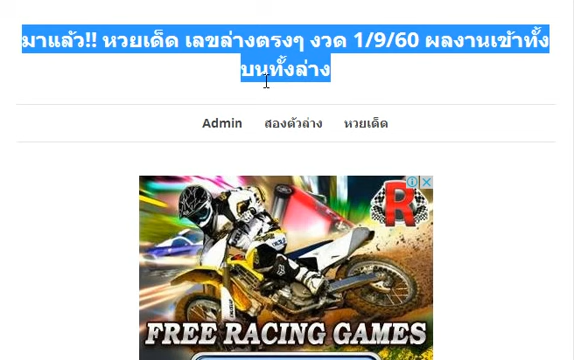 มาแล้ว!! หวยเด็ด เลขล่างตรงๆ งวด 1/9/60 ผลงานเข้าทั้ง
บนทั้งล่าง
Admin สองตัวล่าง หวยเด็ด
R
FREE RACING GAMES